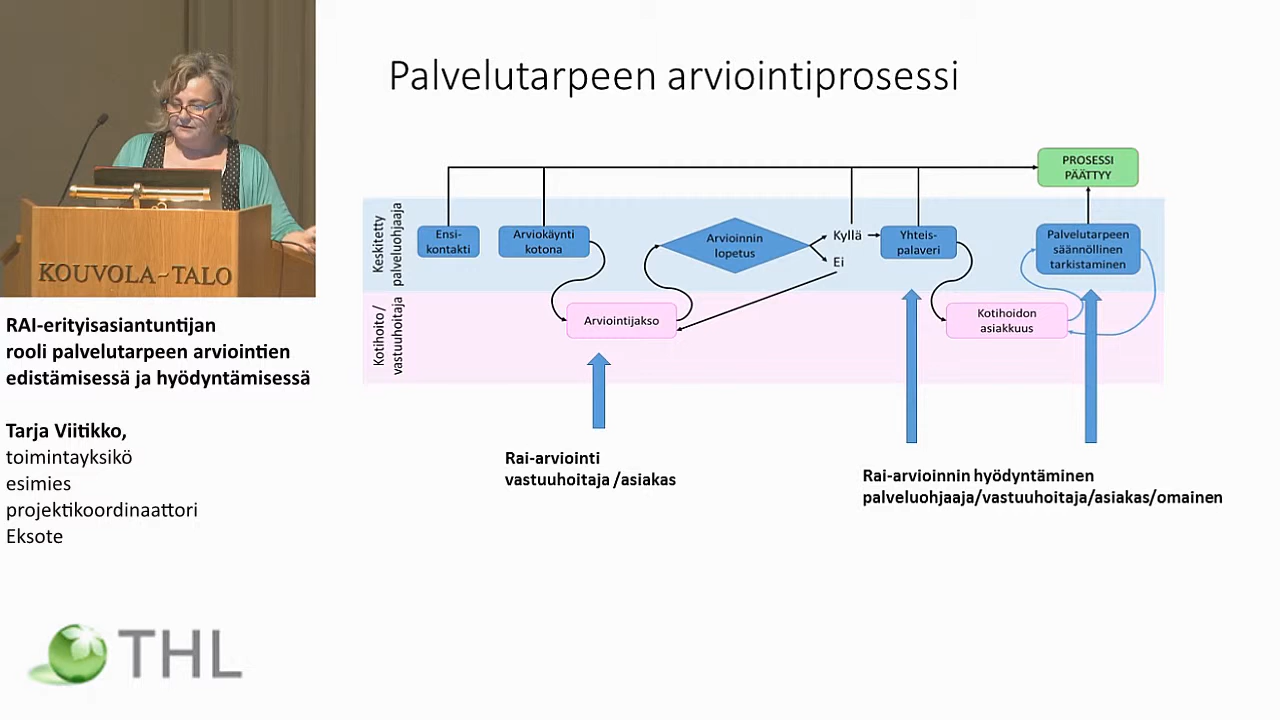 Palvelutarpeen arviointiprosessi
PROSESSI
PÄÄTTYY
Keskitetty
palveluohjaaja
Ensi-
kontakti
Arviokäynti
kotona
Arvioinnin
lopetus
Kyllä
Ei
Yhteis-
palaveri
Palvelutarpeen
säännöllinen
tarkistaminen
Kotihoito/
vastuuhoitaja
Arviointijakso
Kotihoidon
asiakkuus
Rai-arviointi
vastuuhoitaja /asiakas
Rai-arvioinnin hyödyntäminen
palveluohjaaja/vastuuhoitaja/asiakas/omainen
KOUVOLA-TALO
RAI-erityisasiantuntijan
rooli palvelutarpeen arviointien
edistämisessä ja hyödyntämisessä
Tarja Viitikko,
toimintayksikö
esimies
projektikoordinaattori
Eksote
THL